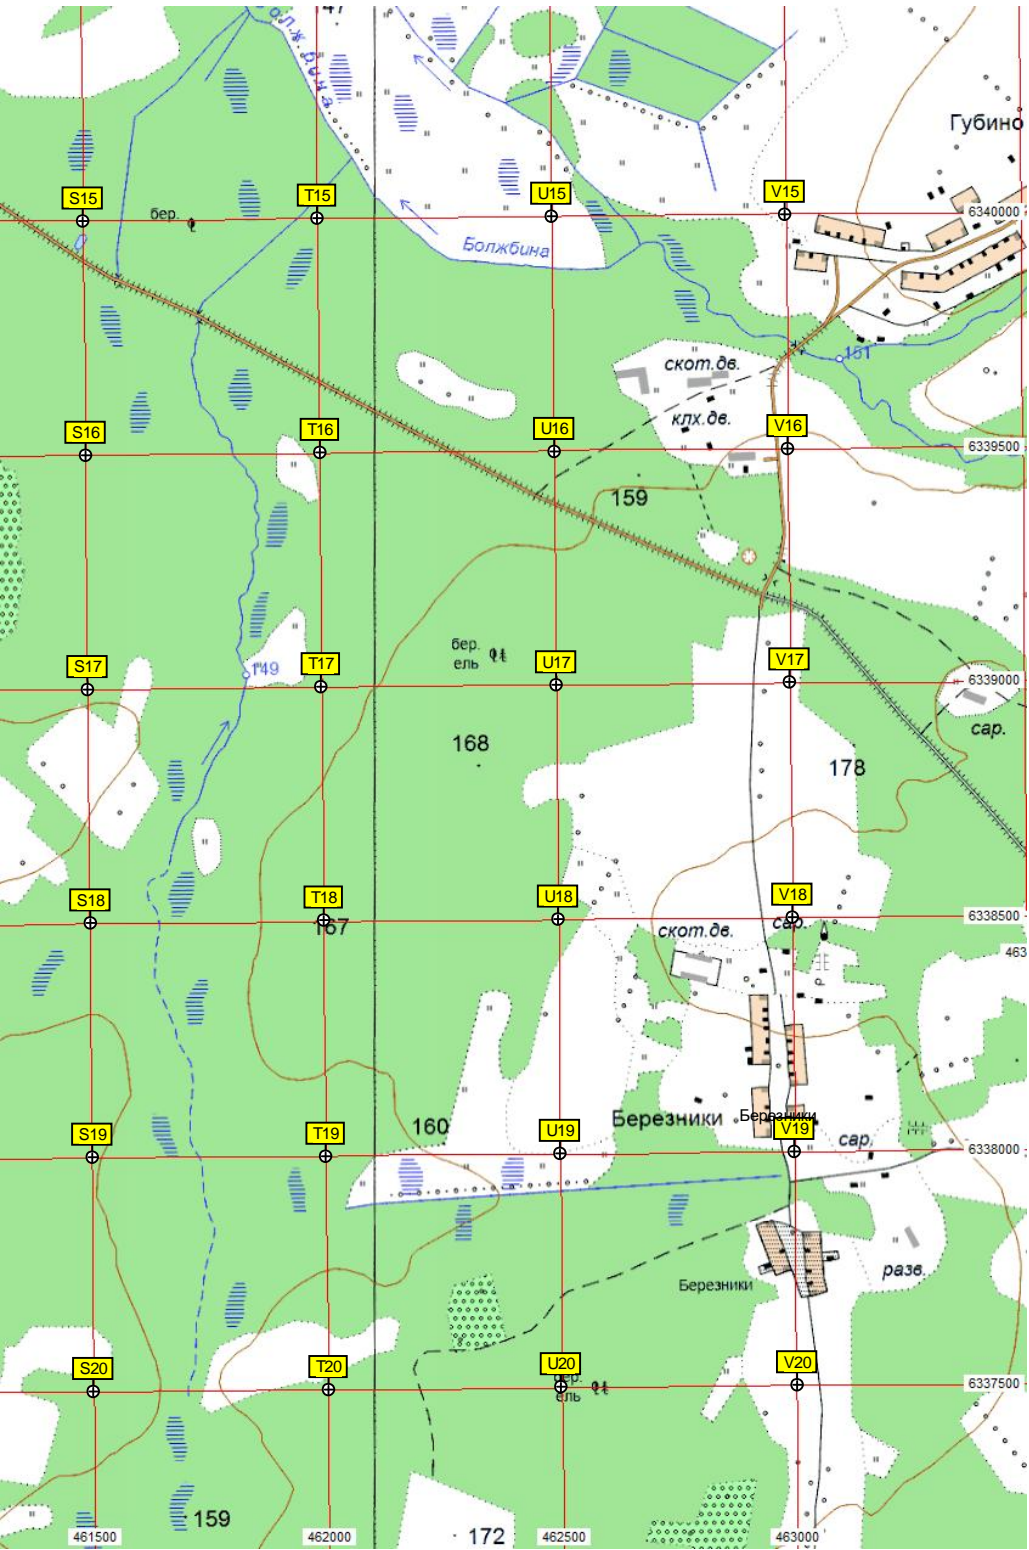 47
Болжбина
Губино
S15
T15
U15
V15
бер.
6340000
Болжбина
151
скот.дв.
клх.дв.
S16
T16
U16
V16
6339500
159
бер.
ель
S17
149
T17
U17
V17
6339000
сар.
168
178
S18
T18
U18
V18
6338500
167
скот.дв.
сар.
463
160
Березники
Березники
S19
T19
U19
V19
сар.
6338000
разв.
Березники
S20
T20
U20
V20
6337500
бер.
ель
159
172
461500
462000
462500
463000